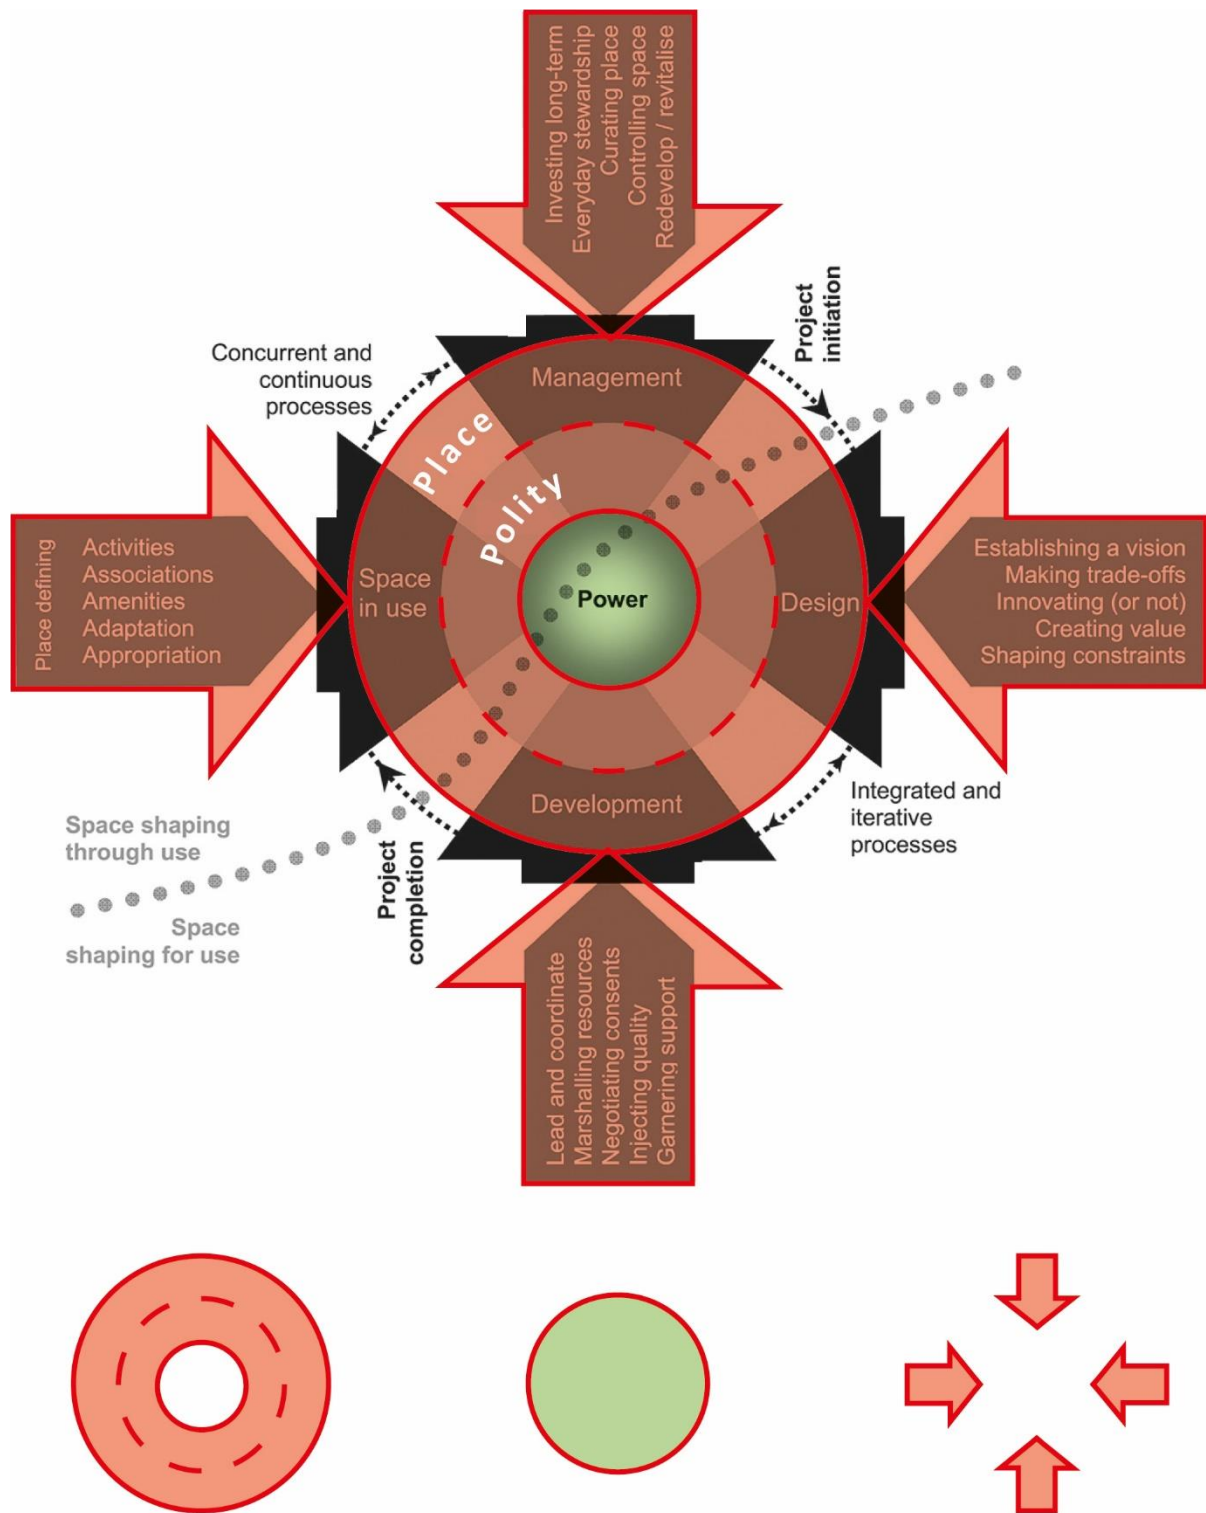 Investing long-term
Everyday stewardship
Curating place
Controlling space
Redevelop / revitalise
Project
initiation
Concurrent and
continuous
processes
Management
Place
Polity
Place defining
Activities
Associations
Amenities
Adaptation
Appropriation
Space
in use
Power
Design
Establishing a vision
Making trade-offs
Innovating (or not)
Creating value
Shaping constraints
Development
Integrated and
iterative
processes
Space shaping
through use
Space
shaping for use
Project
completion
Lead and coordinate
Marshalling resources
Negotiating consents
Injecting quality
Garnering support